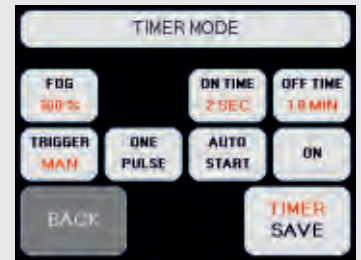 TIMER MODE
FOG
100 %
ON TIME
2 SEC
OFF TIME
1.0 MIN
TRIGGER
MAN
ONE
PULSE
AUTO
START
ON
BACK
TIMER
SAVE